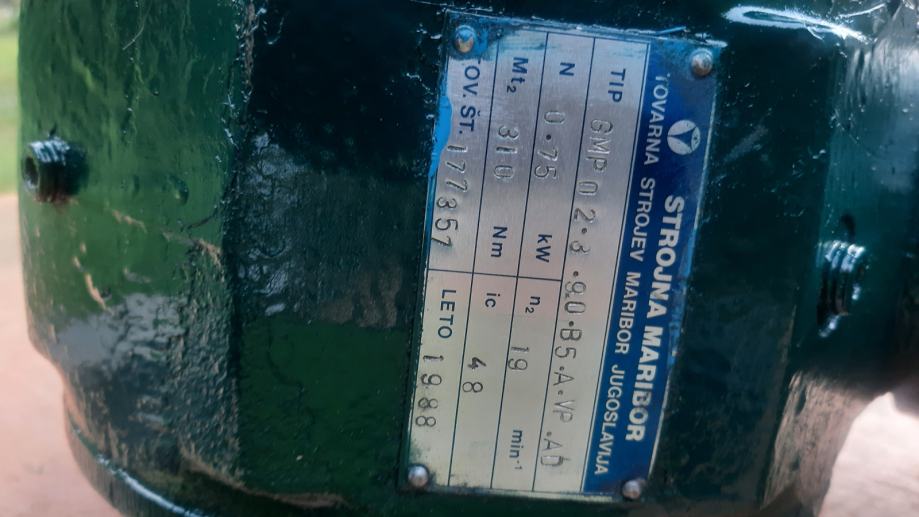 STROJNA MARIBOR
TOVARNA STROJEV MARIBOR JUGOSLAVIJA
TIP GMP 02.3.90.B5.A.VP.AD
N 0.75 kW n₂ 19 min⁻¹
Mt₂ 310 Nm ic 48
TOV. ŠT. 177357 LETO 1988